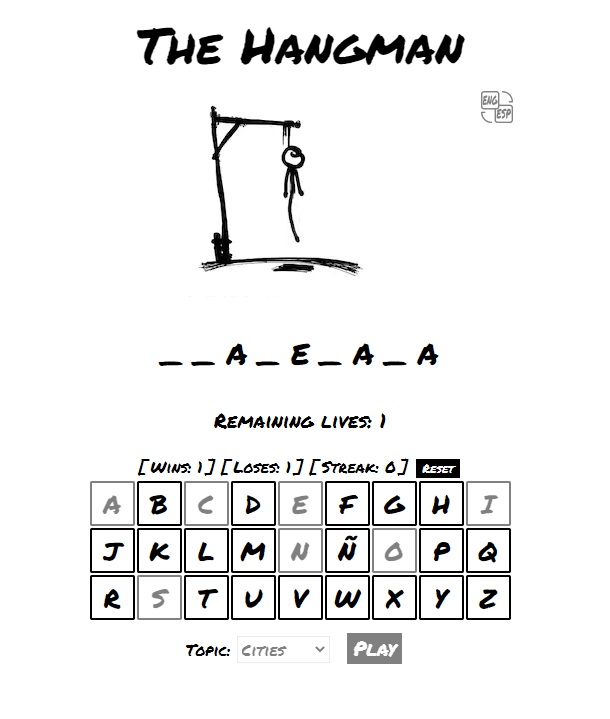 The Hangman
ENG
ESP
_ _ A _ E _ A _ A
Remaining lives: 1
[Wins: 1] [Loses: 1] [Streak: 0] Reset
A B C D E F G H I
J K L M N Ñ O P Q
R S T U V W X Y Z
Topic: Cities Play